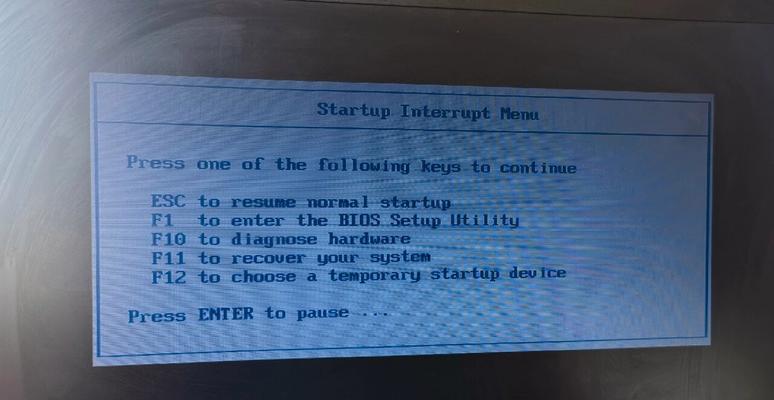 Startup Interrupt Menu
Press one of the following keys to continue
ESC to resume normal startup
F1 to enter the BIOS Setup Utility
F10 to diagnose hardware
F11 to recover your system
F12 to choose a temporary startup device
Press ENTER to pause ...